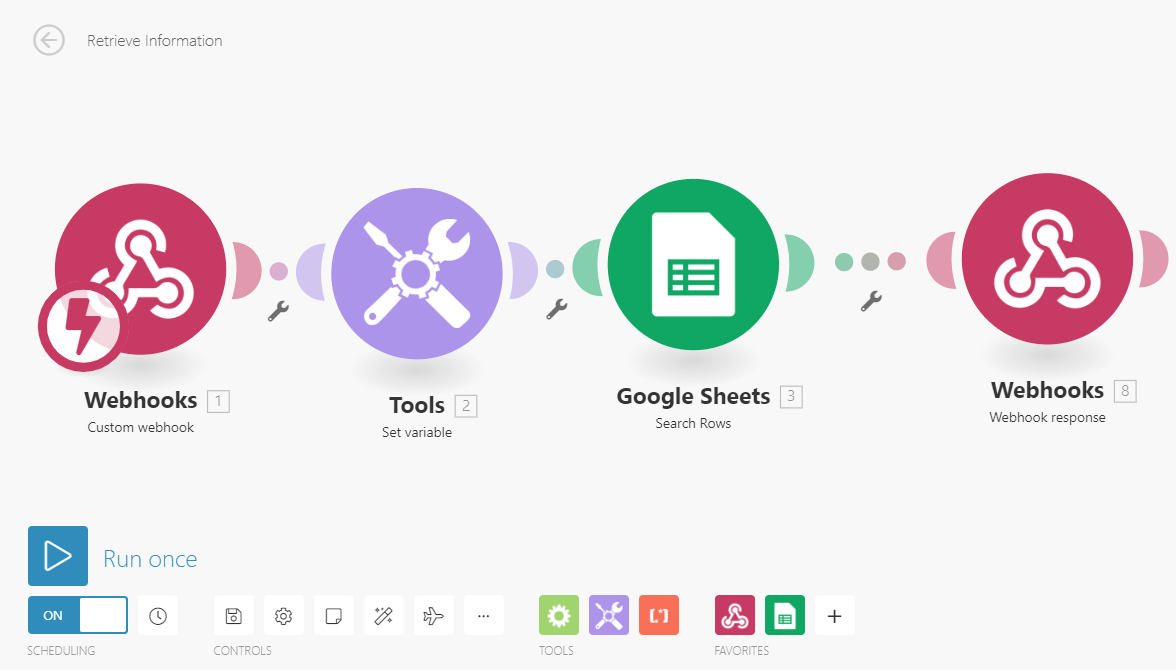 Retrieve Information
Webhooks 1
Custom webhook
Tools 2
Set variable
Google Sheets 3
Search Rows
Webhooks 8
Webhook response
Run once
ON
SCHEDULING
CONTROLS
TOOLS
FAVORITES